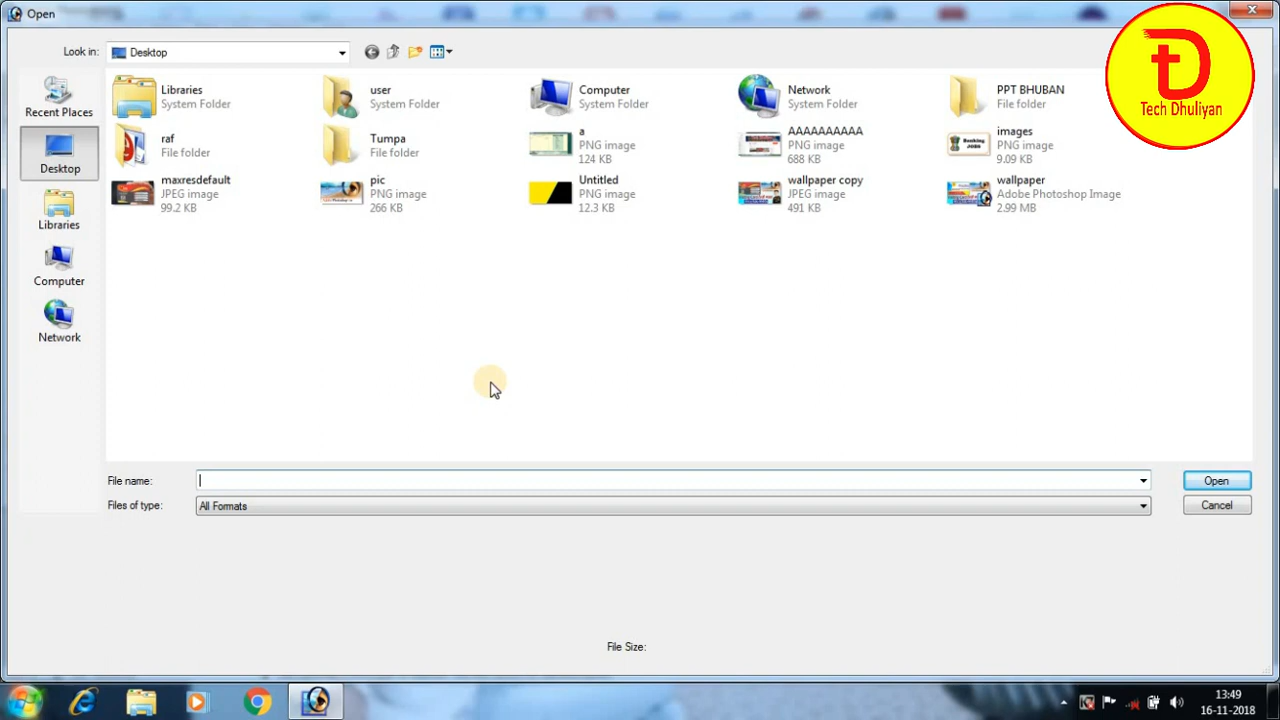 Open
Look in:
Desktop
Tech Dhuliyan
Recent Places
Desktop
Libraries
Computer
Network
Libraries
System Folder
user
System Folder
Computer
System Folder
Network
System Folder
PPT BHUBAN
File folder
raf
File folder
Tumpa
File folder
a
PNG image
124 KB
AAAAAAAAAA
PNG image
688 KB
images
PNG image
9.09 KB
maxresdefault
JPEG image
99.2 KB
pic
PNG image
266 KB
Untitled
PNG image
12.3 KB
wallpaper copy
JPEG image
491 KB
wallpaper
Adobe Photoshop Image
2.99 MB
File name:
Open
Files of type:
All Formats
Cancel
File Size:
13:49
16-11-2018